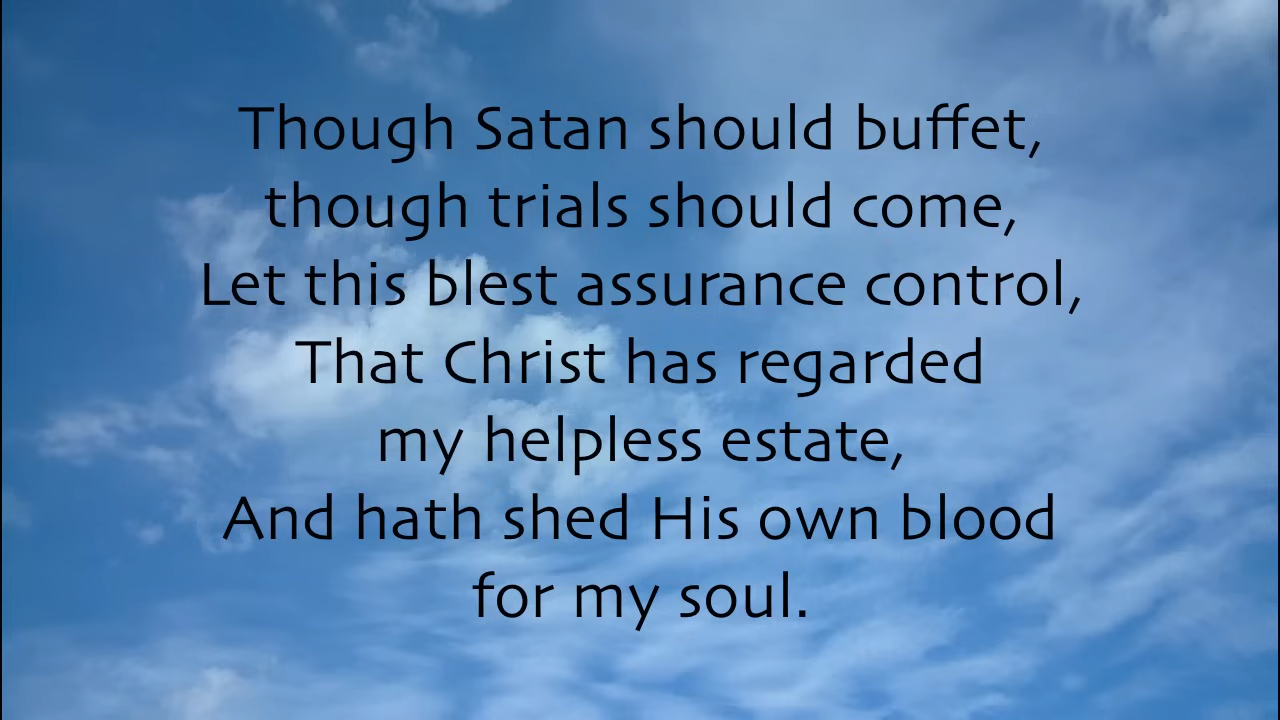 Though Satan should buffet,
though trials should come,
Let this blest assurance control,
That Christ has regarded
my helpless estate,
And hath shed His own blood
for my soul.